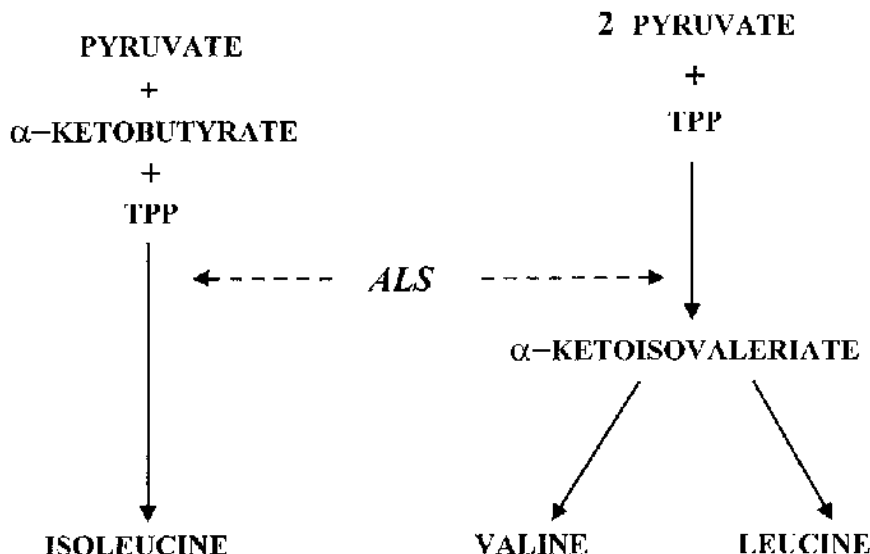 PYRUVATE
+
α–KETOBUTYRATE
+
TPP
2 PYRUVATE
+
TPP
ALS
α–KETOISOVALERIATE
ISOLEUCINE
VALINE
LEUCINE